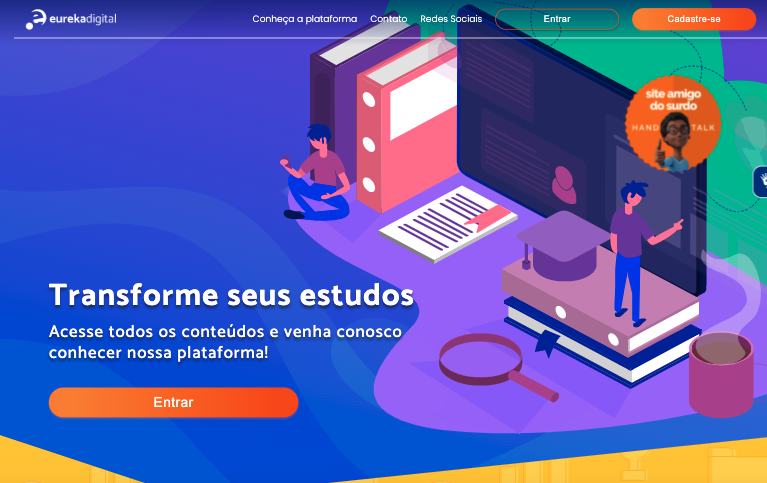 eurekadigital
Conheça a plataforma
Contato
Redes Sociais
Entrar
Cadastre-se
site amigo
do surdo
HAND TALK
Transforme seus estudos
Acesse todos os conteúdos e venha conosco
conhecer nossa plataforma!
Entrar